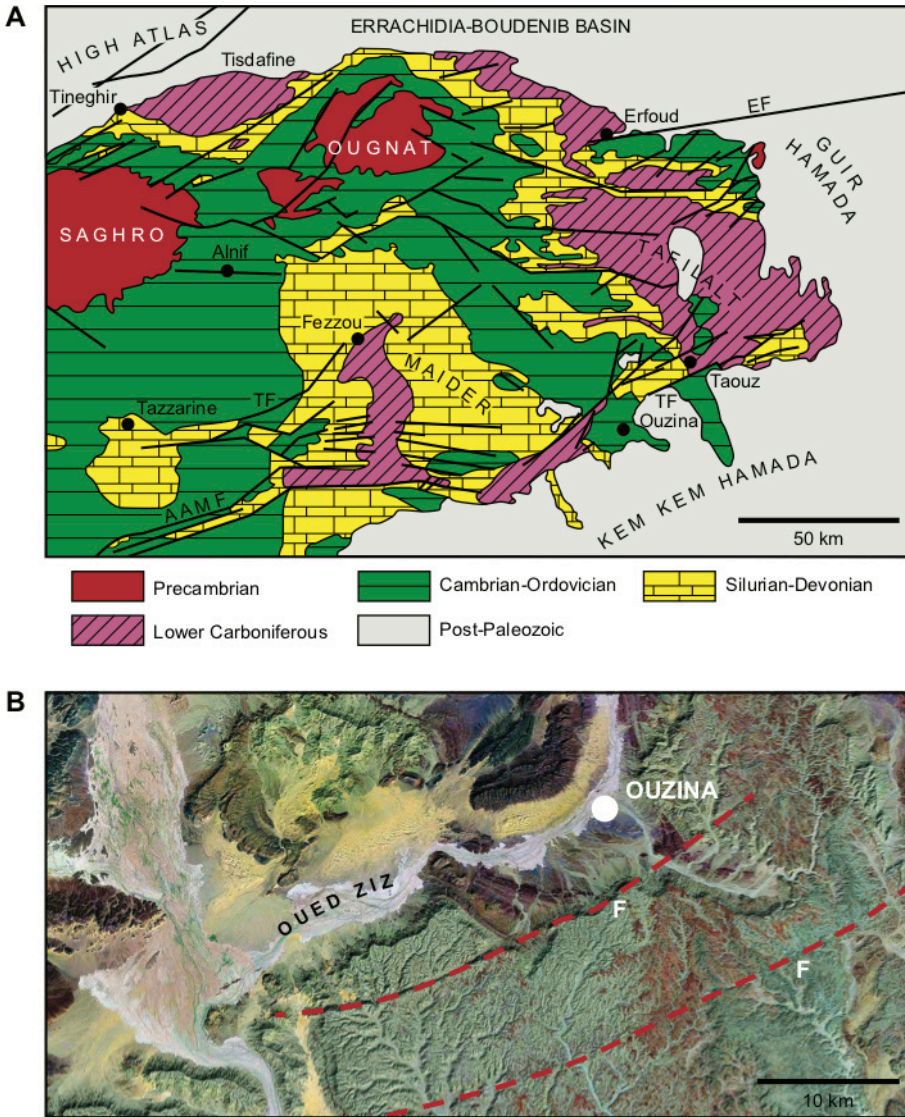 A
ERRACHIDIA-BOUDENIB BASIN
HIGH ATLAS
Tisdafine
Tineghir
Erfoud
EF
OUGNAT
GUIR
HAMADA
SAGHRO
Alnif
TAFILALT
Fezzou
MAIDER
Taouz
TF
TF
Tazzarine
Ouzina
AAMF
KEM KEM HAMADA
50 km
Precambrian
Cambrian-Ordovician
Silurian-Devonian
Lower Carboniferous
Post-Paleozoic
B
OUZINA
OUED ZIZ
F
F
10 km